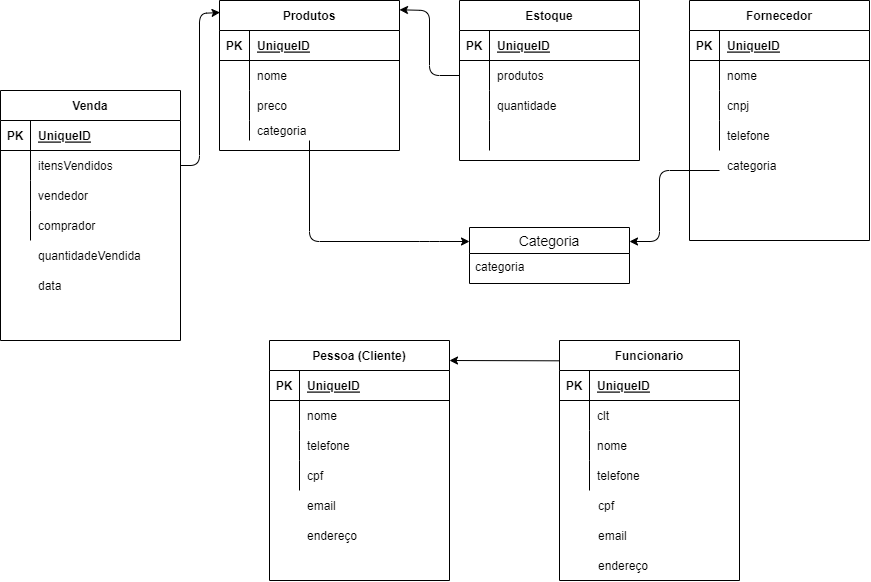 Produtos
PK UniqueID
nome
preco
categoria
Estoque
PK UniqueID
produtos
quantidade
Fornecedor
PK UniqueID
nome
cnpj
telefone
categoria
Venda
PK UniqueID
itensVendidos
vendedor
comprador
quantidadeVendida
data
Categoria
categoria
Pessoa (Cliente)
PK UniqueID
nome
telefone
cpf
email
endereço
Funcionario
PK UniqueID
clt
nome
telefone
cpf
email
endereço